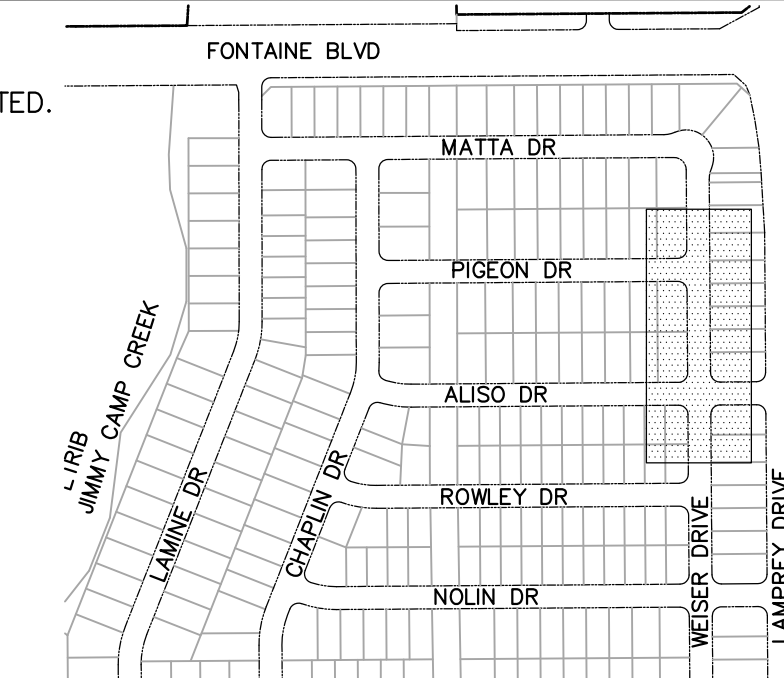 FONTAINE BLVD
TED.
MATTA DR
PIGEON DR
JIMMY CAMP CREEK
ALISO DR
LAMINE DR
CHAPLIN DR
ROWLEY DR
WEISER DRIVE
LAMPREY DRIVE
NOLIN DR